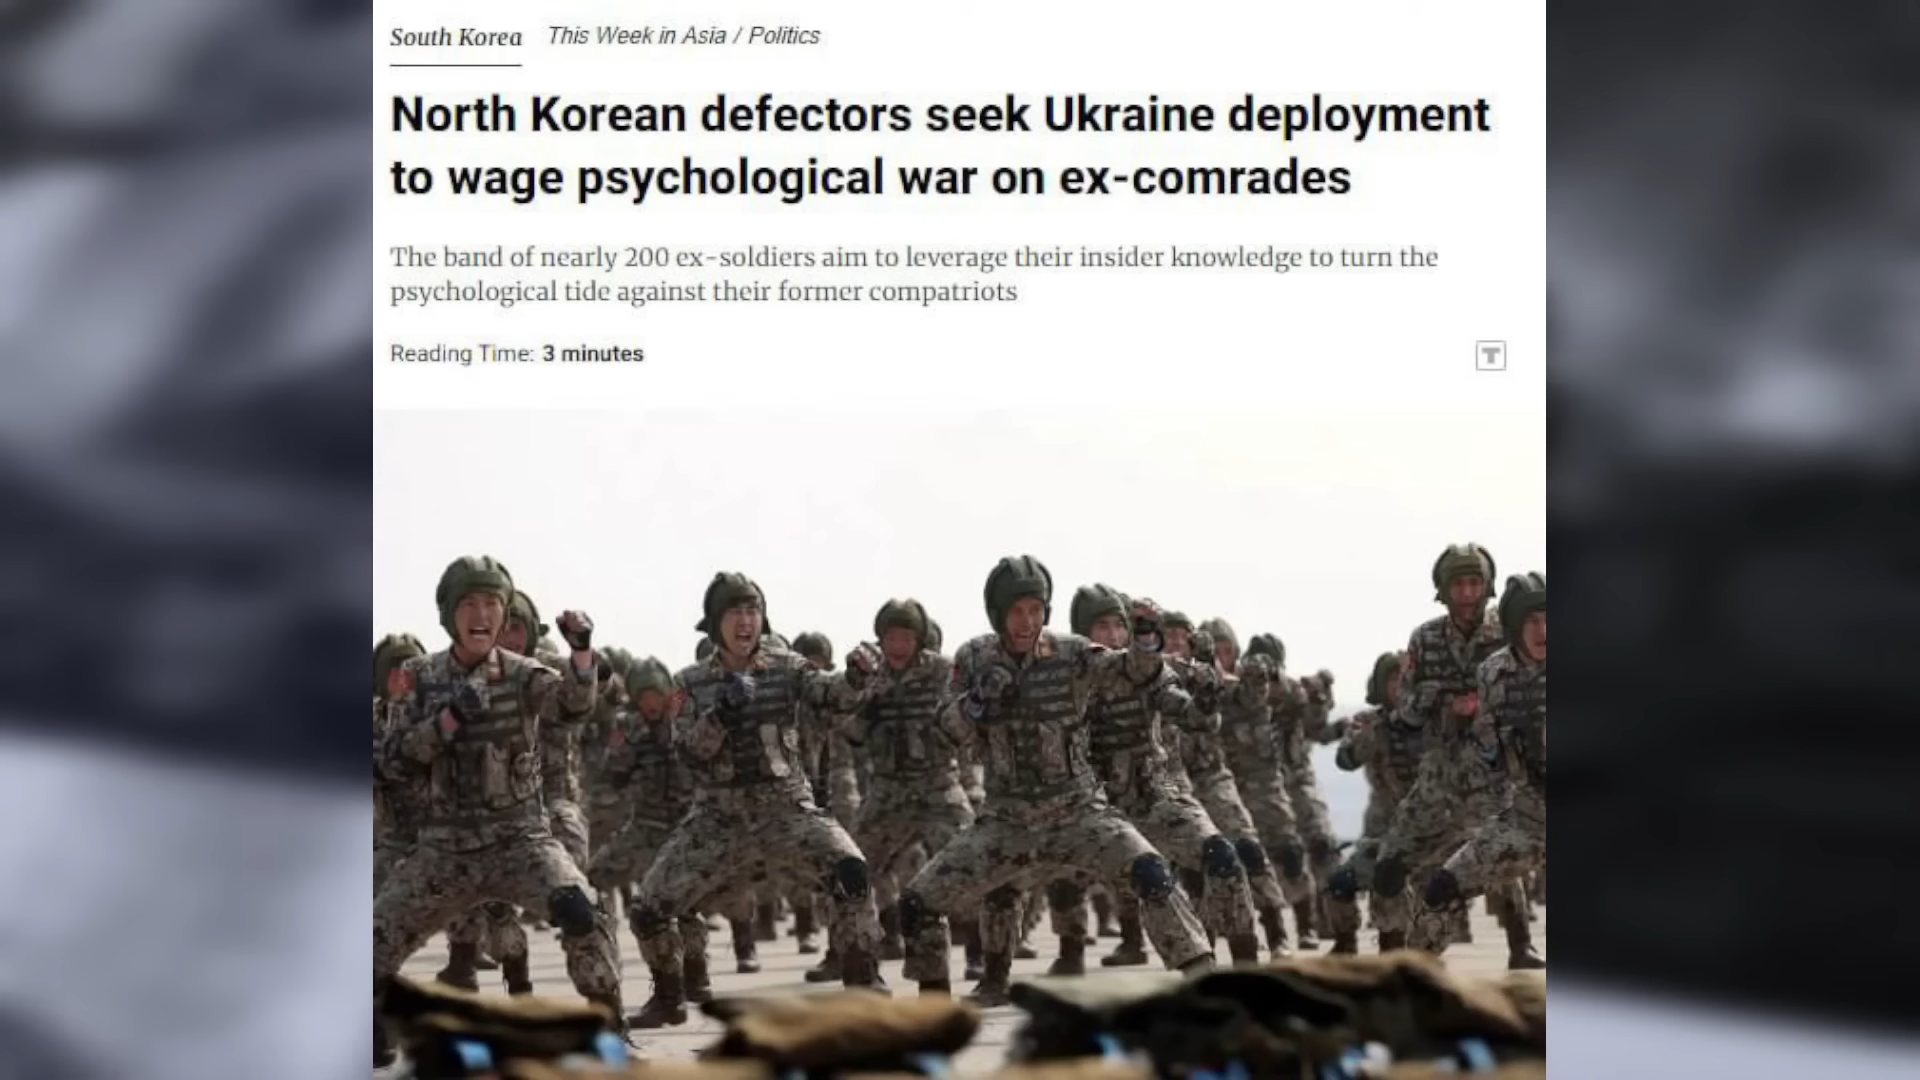 South Korea This Week in Asia / Politics
North Korean defectors seek Ukraine deployment
to wage psychological war on ex-comrades
The band of nearly 200 ex-soldiers aim to leverage their insider knowledge to turn the
psychological tide against their former compatriots
Reading Time: 3 minutes
T